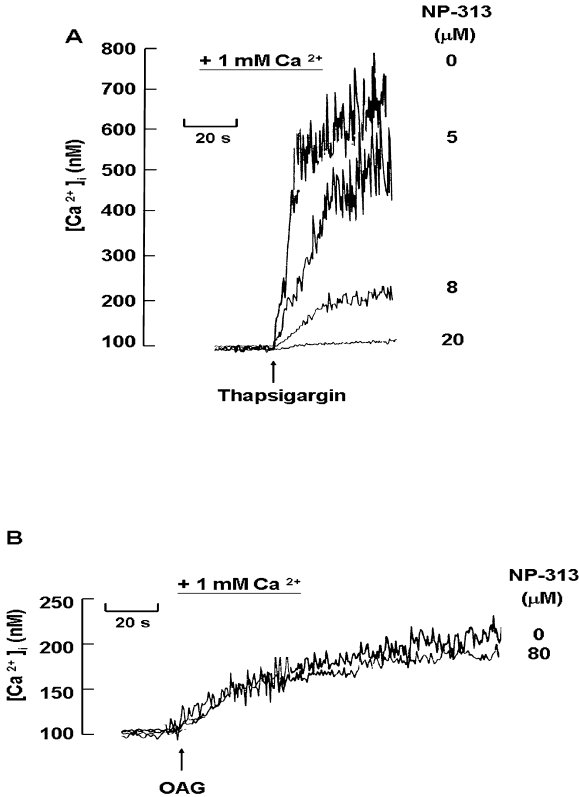 A
NP-313
(μM)
+ 1 mM Ca 2+
800
700
600
500
400
300
200
100
[Ca 2+]i (nM)
20 s
0
5
8
20
Thapsigargin
B
NP-313
(μM)
+ 1 mM Ca 2+
250
200
150
100
[Ca 2+]i (nM)
20 s
0
80
OAG